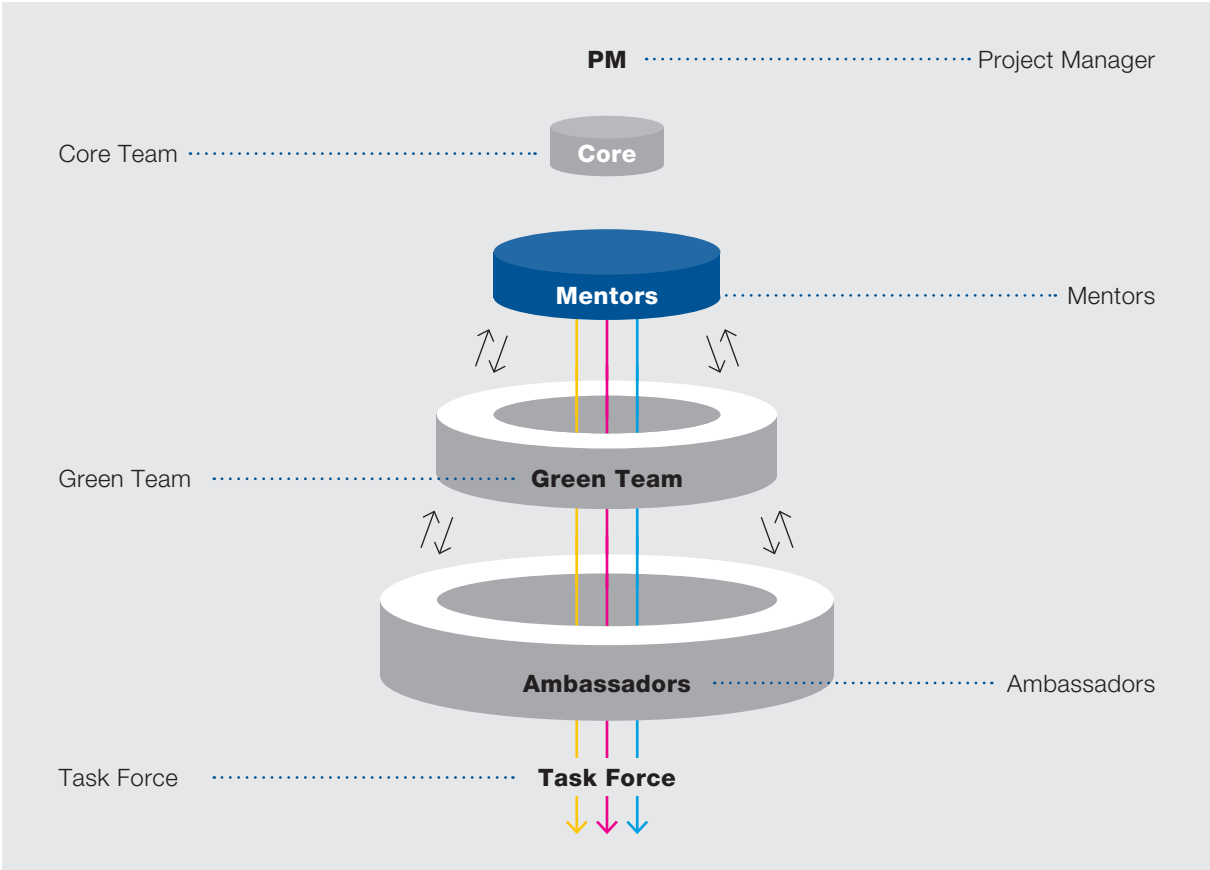 PM Project Manager
Core Team Core
Mentors Mentors
Green Team Green Team
Ambassadors Ambassadors
Task Force Task Force